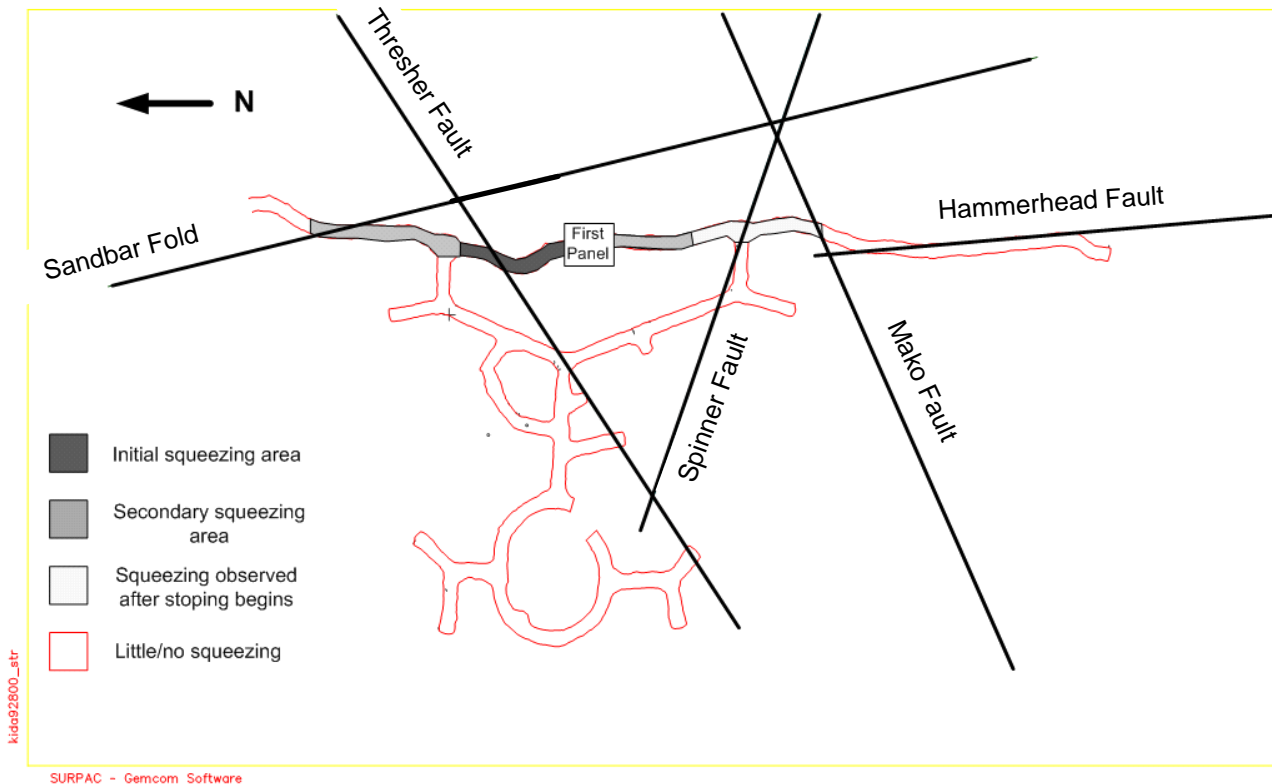 Thresher Fault
N
Hammerhead Fault
Sandbar Fold
First
Panel
Mako Fault
Spinner Fault
Initial squeezing area
Secondary squeezing
area
Squeezing observed
after stoping begins
Little/no squeezing
kida92800_str
SURPAC - Gemcom Software